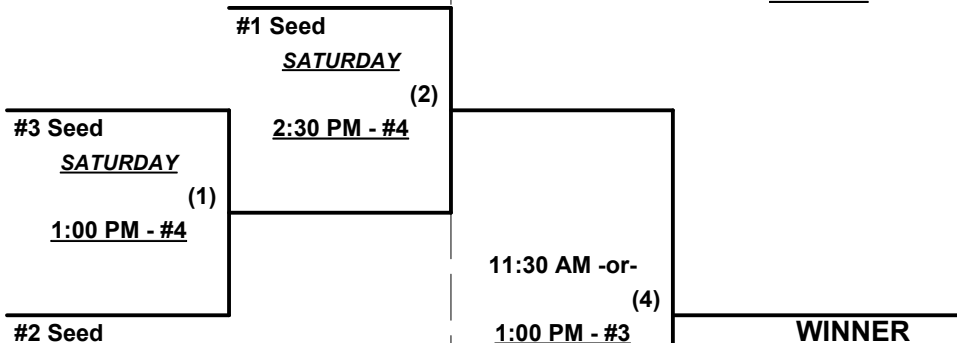 #1 Seed
SATURDAY
(2)
2:30 PM - #4
#3 Seed
SATURDAY
(1)
1:00 PM - #4
#2 Seed
11:30 AM -or-
(4)
1:00 PM - #3
WINNER